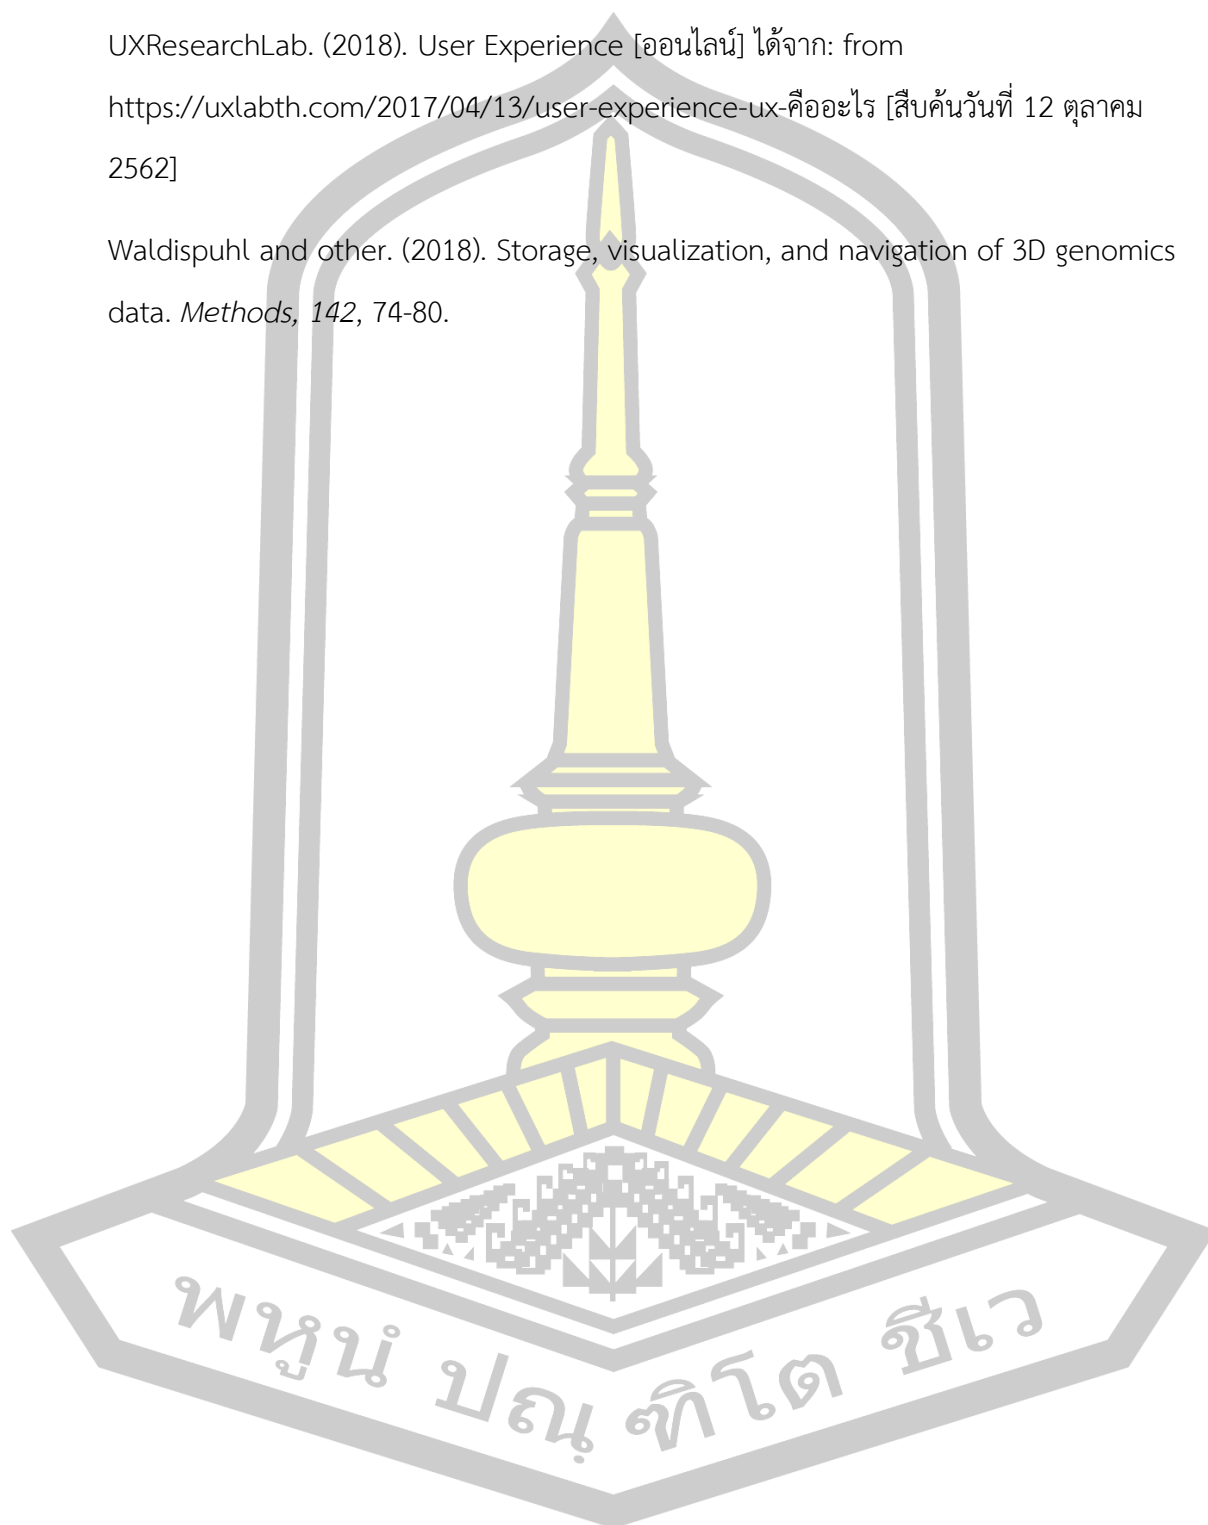 UXResearchLab. (2018). User Experience [ออนไลน์] ได้จาก: from
https://uxlabth.com/2017/04/13/user-experience-ux-คืออะไร [สืบค้นวันที่ 12 ตุลาคม
2562]
Waldispuhl and other. (2018). Storage, visualization, and navigation of 3D genomics
data. Methods, 142, 74-80.
พหูนํ ปณฺฑิโต ชีเว